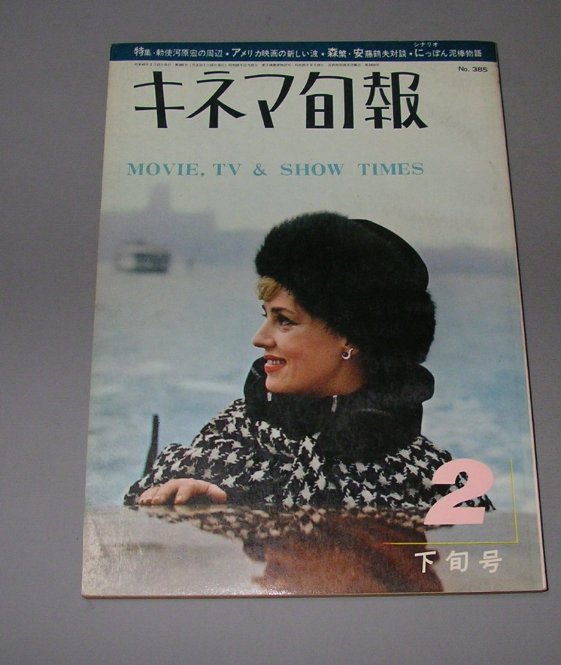 特集・勅使河原宏の周辺・アメリカ映画の新しい波・森繁・安藤鶴夫対談・にっぽん泥棒物語
シナリオ
No. 385
キネマ旬報
MOVIE, TV & SHOW TIMES
2
下旬号